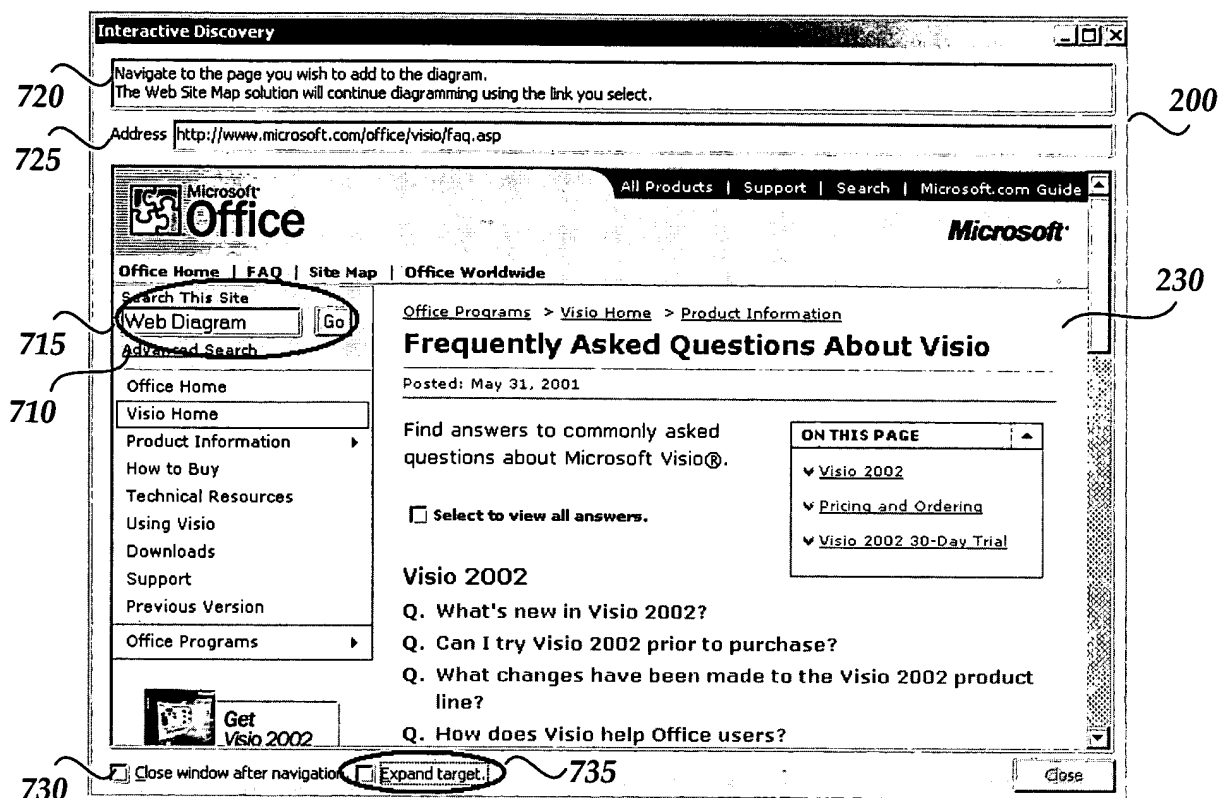 Interactive Discovery
720
Navigate to the page you wish to add to the diagram.
The Web Site Map solution will continue diagramming using the link you select.
200
725
Address http://www.microsoft.com/office/visio/faq.asp
Microsoft
Office
All Products | Support | Search | Microsoft.com Guide
Microsoft
Office Home | FAQ | Site Map | Office Worldwide
230
Search This Site
Web Diagram Go
715
Advanced Search
710
Office Home
Visio Home
Product Information
How to Buy
Technical Resources
Using Visio
Downloads
Support
Previous Version
Office Programs
Get
Visio 2002
Office Programs > Visio Home > Product Information
Frequently Asked Questions About Visio
Posted: May 31, 2001
Find answers to commonly asked
questions about Microsoft Visio®.
Select to view all answers.
ON THIS PAGE
Visio 2002
Pricing and Ordering
Visio 2002 30-Day Trial
Visio 2002
Q. What's new in Visio 2002?
Q. Can I try Visio 2002 prior to purchase?
Q. What changes have been made to the Visio 2002 product
line?
Q. How does Visio help Office users?
730
Close window after navigation.
Expand target.
735
Close